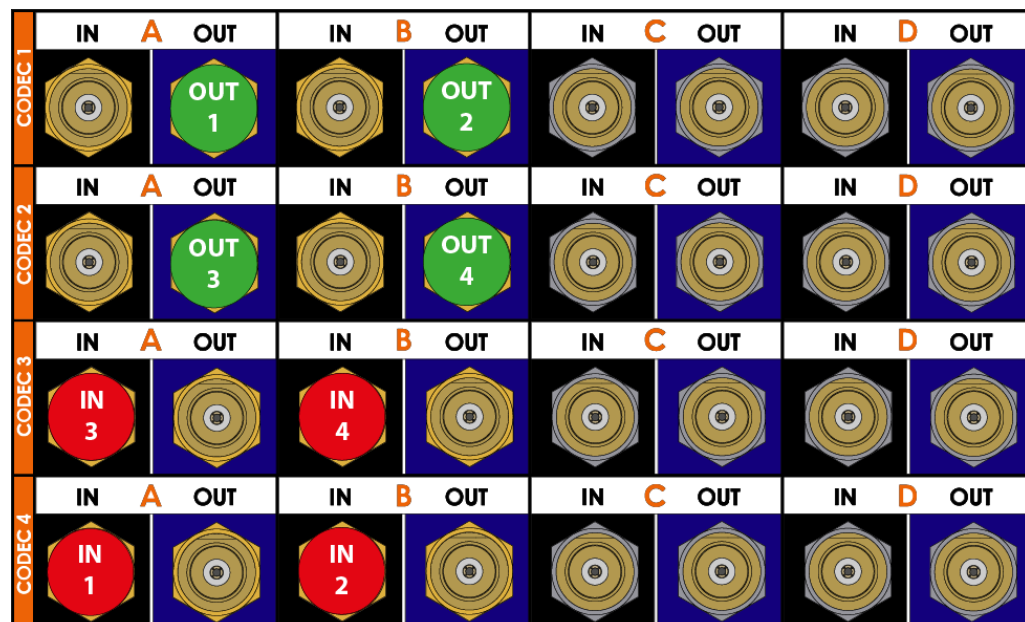 CODEC 1
IN A OUT IN B OUT IN C OUT IN D OUT
OUT OUT
1 2
CODEC 2
IN A OUT IN B OUT IN C OUT IN D OUT
OUT OUT
3 4
CODEC 3
IN A OUT IN B OUT IN C OUT IN D OUT
IN IN
3 4
CODEC 4
IN A OUT IN B OUT IN C OUT IN D OUT
IN IN
1 2